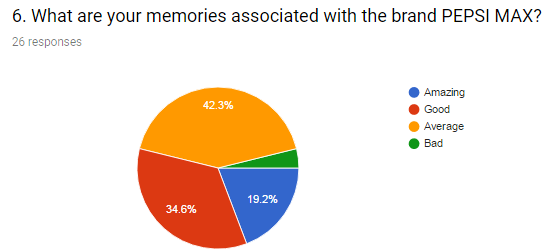 6. What are your memories associated with the brand PEPSI MAX?
26 responses
42.3%
34.6%
19.2%
Amazing
Good
Average
Bad